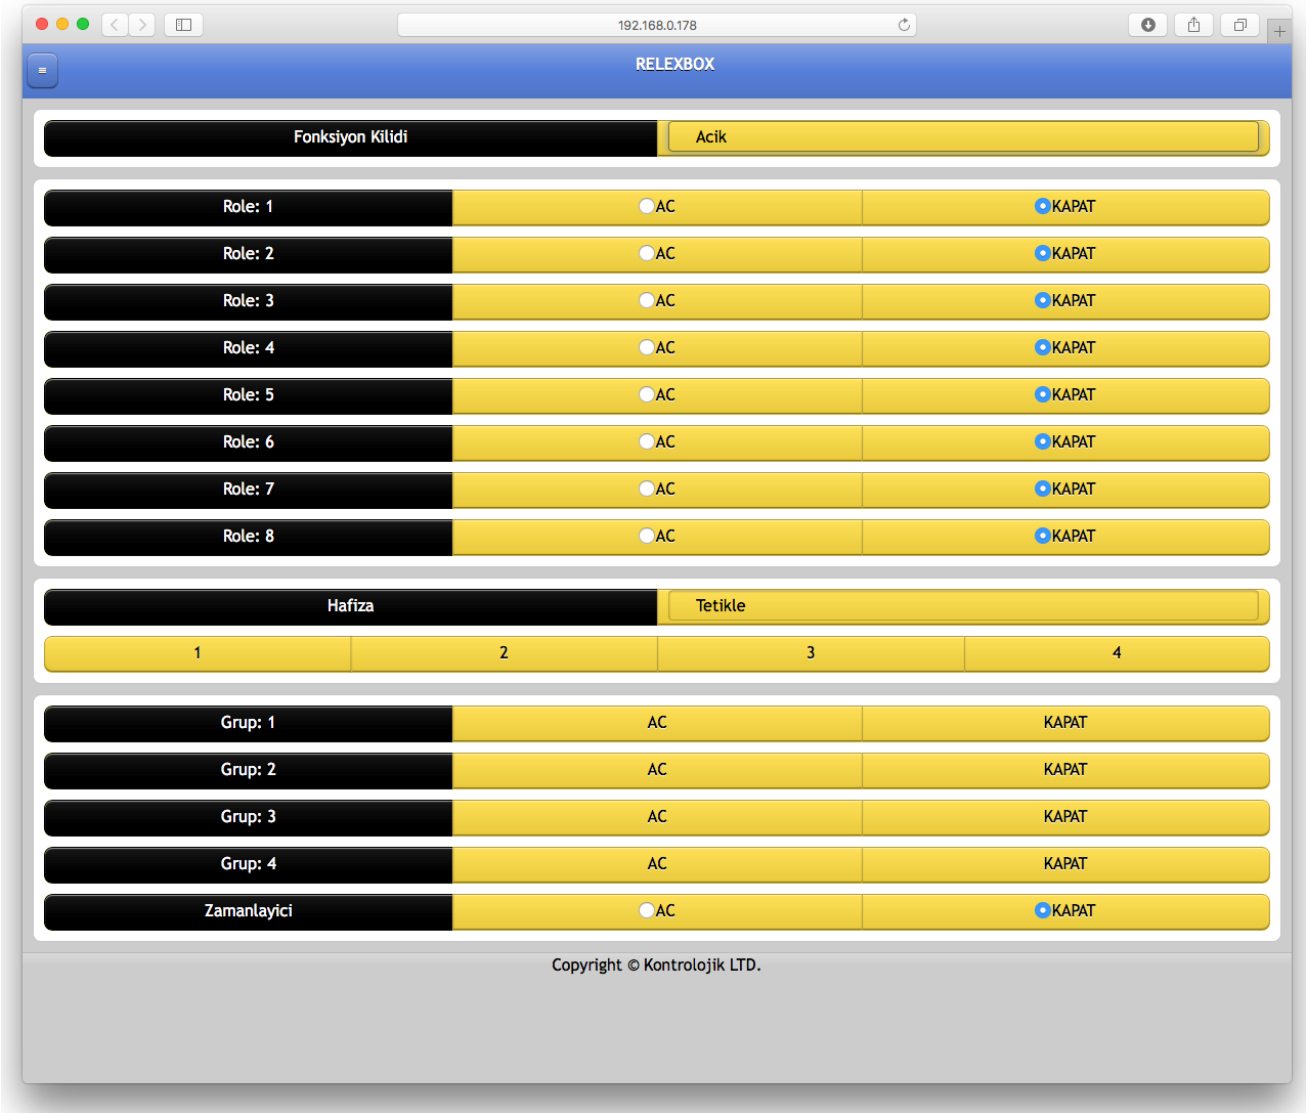 192.168.0.178
RELEXBOX
Fonksiyon Kilidi Acik
Role: 1 AC KAPAT
Role: 2 AC KAPAT
Role: 3 AC KAPAT
Role: 4 AC KAPAT
Role: 5 AC KAPAT
Role: 6 AC KAPAT
Role: 7 AC KAPAT
Role: 8 AC KAPAT
Hafiza Tetikle
1 2 3 4
Grup: 1 AC KAPAT
Grup: 2 AC KAPAT
Grup: 3 AC KAPAT
Grup: 4 AC KAPAT
Zamanlayici AC KAPAT
Copyright © Kontrolojik LTD.